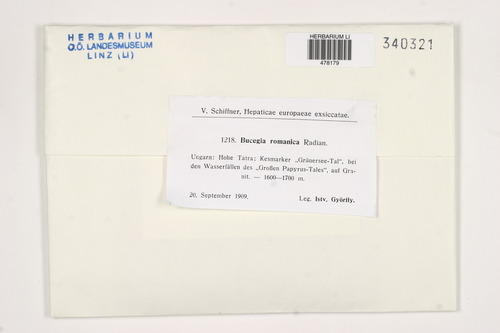 HERBARIUM
O.Ö. LANDESMUSEUM
LINZ (LI)
HERBARIUM LI
478179
340321
V. Schiffner, Hepaticae europaeae exsiccatae.
1218. Bucegia romanica Radian.
Ungarn: Hohe Tatra; Kesmarker „Grünersee-Tal“, bei
den Wasserfällen des „Großen Papyrus-Tales“, auf Gra-
nit. — 1600—1700 m.
20. September 1909.
Leg. Istv. Györffy.